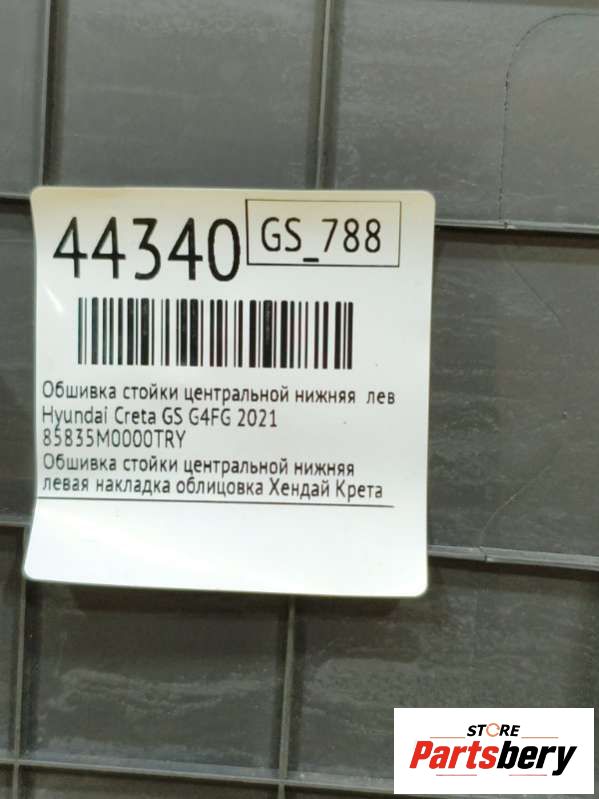 44340
GS_788
Обшивка стойки центральной нижняя лев
Hyundai Creta GS G4FG 2021
85835M0000TRY
Обшивка стойки центральной нижняя
левая накладка облицовка Хендай Крета
STORE
Partsbery